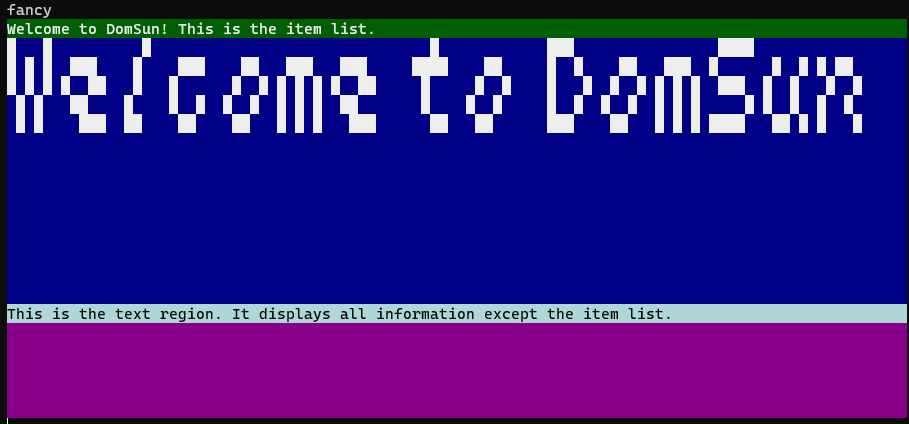 fancy
Welcome to DomSun! This is the item list.
Welcome to DomSun
This is the text region. It displays all information except the item list.